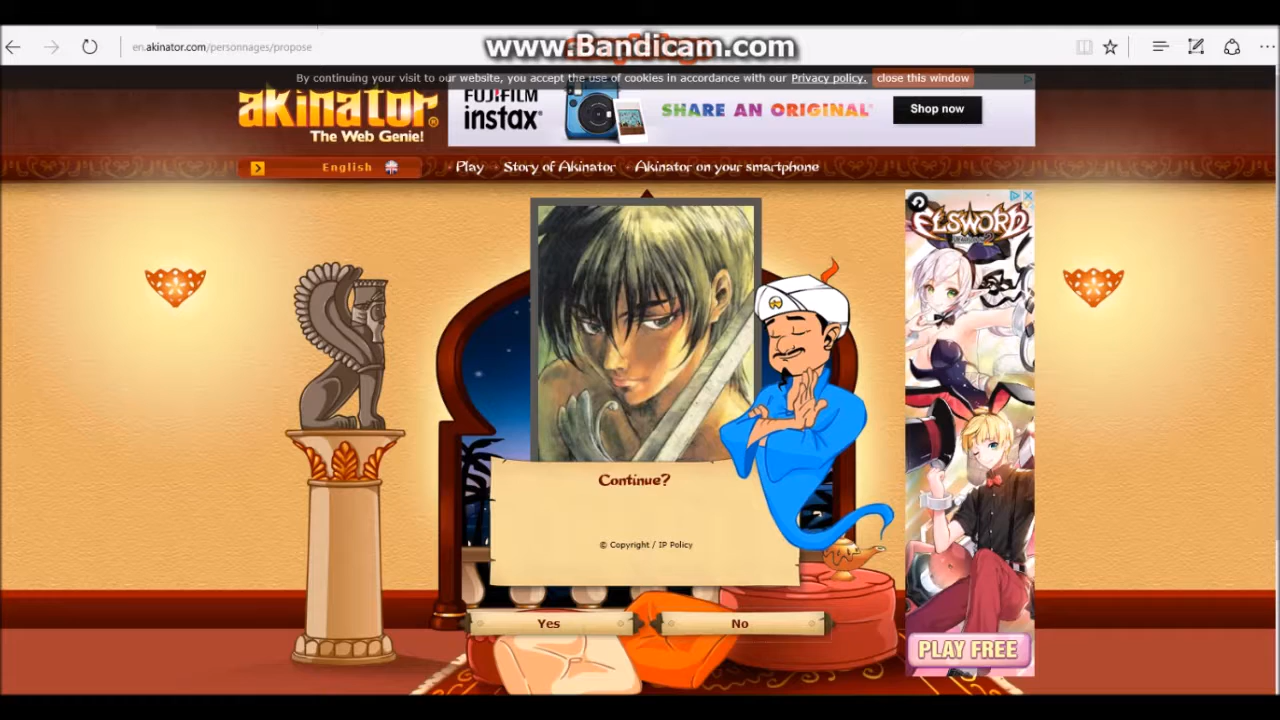 www.Bandicam.com
en.akinator.com/personnages/propose
By continuing your visit to our website, you accept the use of cookies in accordance with our Privacy policy. close this window
akinator®
The Web Genie!
FUJIFILM
instax®
SHARE AN ORIGINAL®
Shop now
English
Play
Story of Akinator
Akinator on your smartphone
ELSWORD
Continue?
© Copyright / IP Policy
Yes
No
PLAY FREE